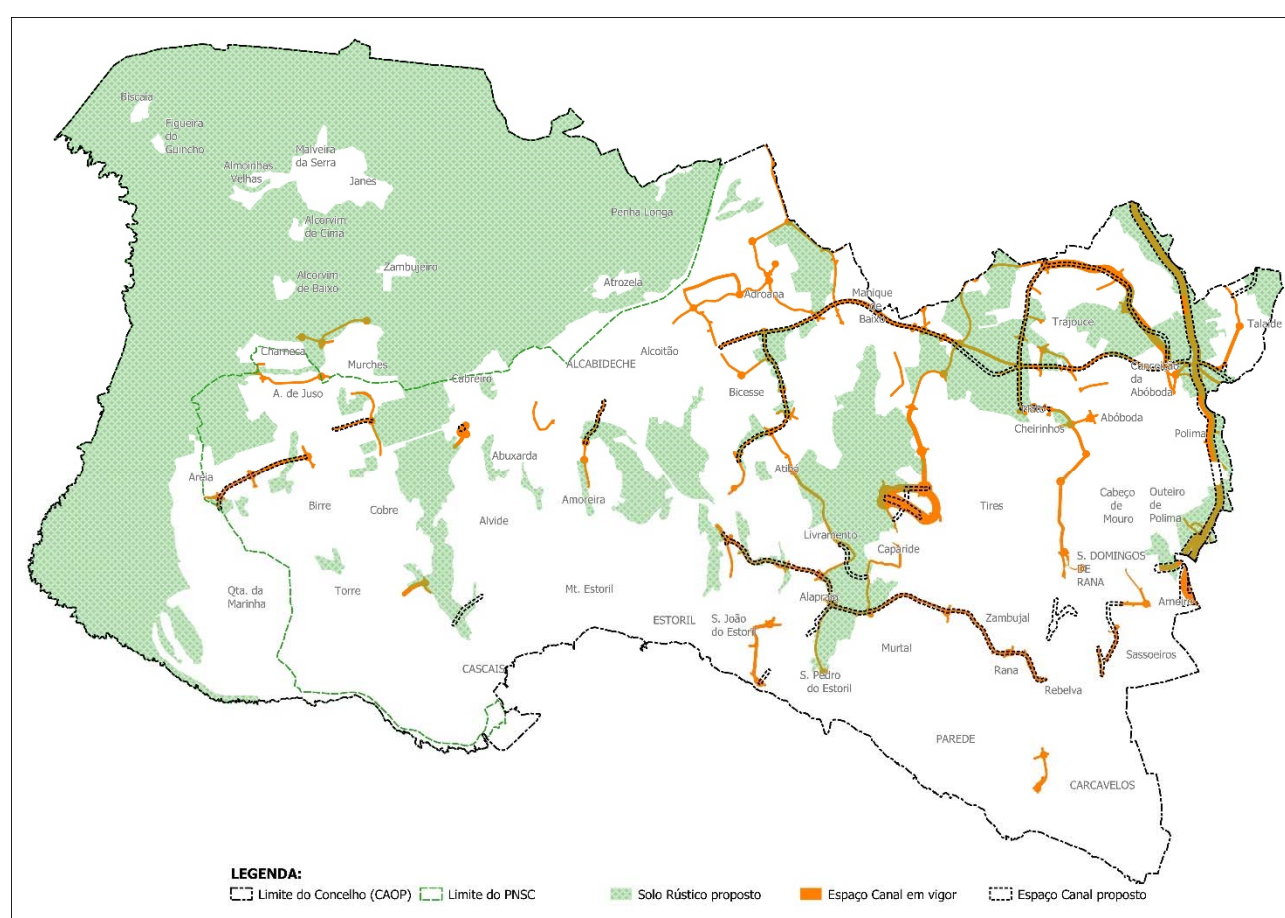 Biscaia
Figueira
do
Guincho
Malveira
da Serra
Almoinhas
Velhas
Janes
Penha Longa
Alcorvim
de Cima
Zambujeiro
Alcorvim
de Baixo
Atrozela
Adroana
Manique
de
Baixo
Trajouce
Talaíde
Charneca
Murches
ALCABIDECHE
Alcoitão
Cabreiro
A. de Juso
Bicesse
Conceição
da
Abóboda
Cheirinhos
Abóboda
Polima
Areia
Birre
Cobre
Abuxarda
Alvide
Amoreira
Atibá
Tires
Cabeço
de
Mouro
Outeiro
de
Polima
Livramento
Caparide
S. DOMINGOS
DE
RANA
Qta. da
Marinha
Torre
Mt. Estoril
ESTORIL
S. João
do Estoril
Alapraia
Murtal
Zambujal
Arneiro
Sassoeiros
Rana
Rebelva
CASCAIS
S. Pedro
do Estoril
PAREDE
CARCAVELOS
LEGENDA:
Limite do Concelho (CAOP) Limite do PNSC Solo Rústico proposto Espaço Canal em vigor Espaço Canal proposto